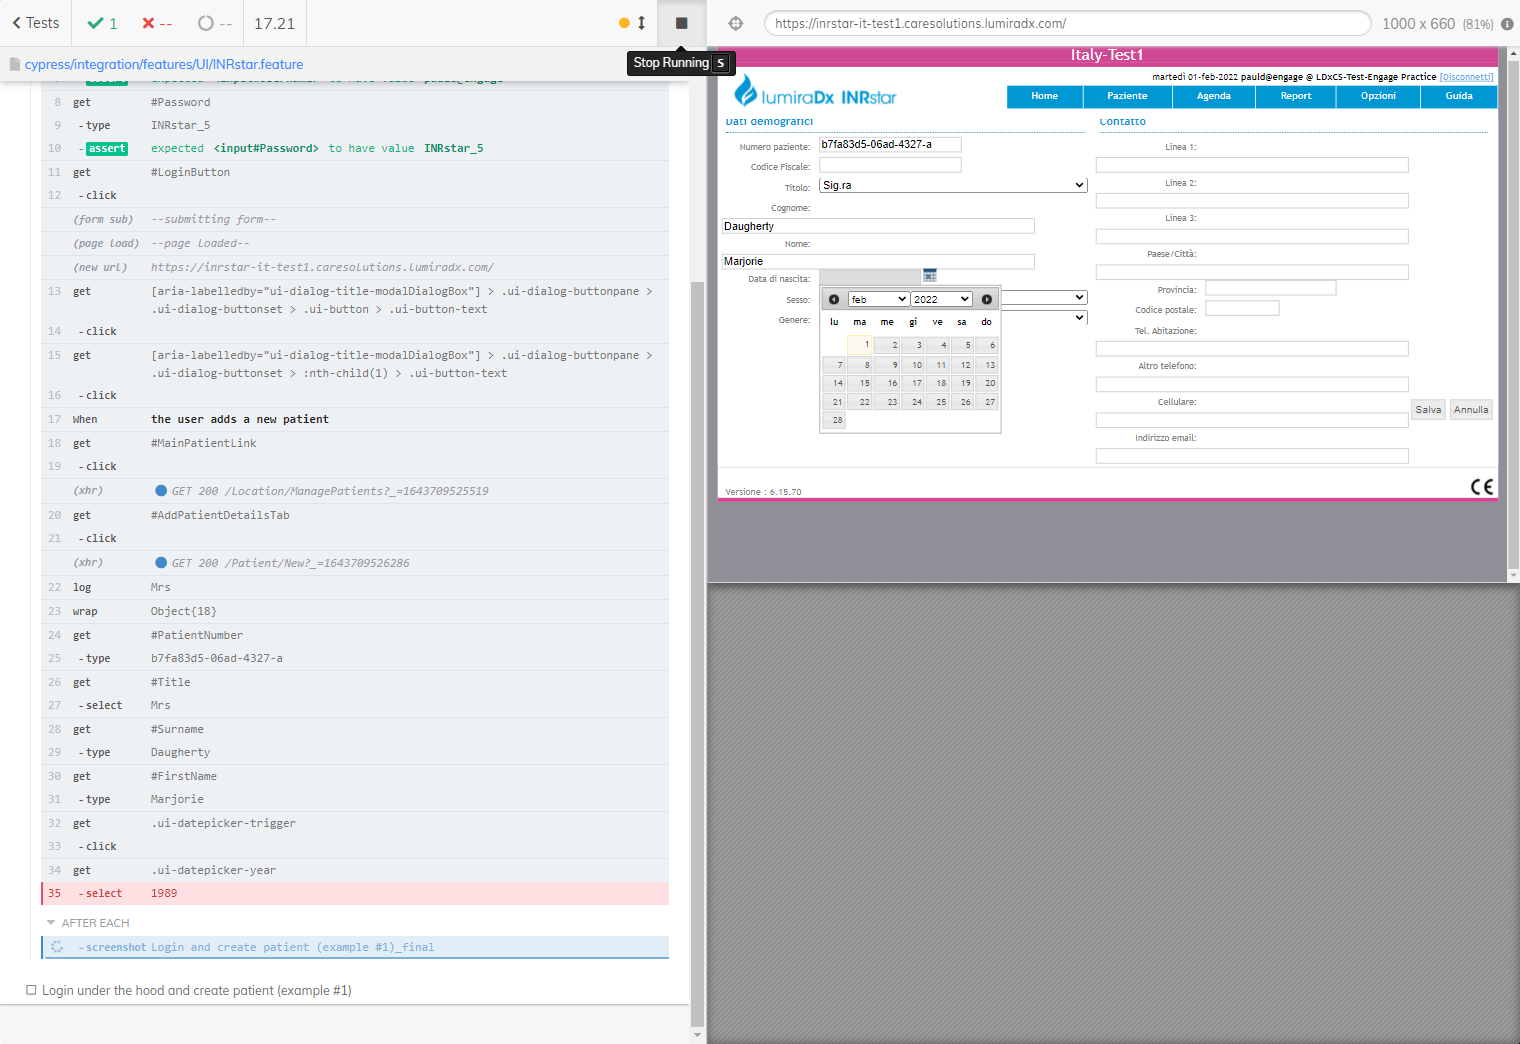 Tests
1
--
--
17.21
Stop Running S
https://inrstar-it-test1.caresolutions.lumiradx.com/
1000 x 660 (81%)
cypress/integration/features/UI/INRstar.feature
8 get #Password
9 -type INRstar_5
10 -assert expected <input#Password> to have value INRstar_5
11 get #LoginButton
12 -click
(form sub) --submitting form--
(page load) --page loaded--
(new url) https://inrstar-it-test1.caresolutions.lumiradx.com/
13 get [aria-labelledby="ui-dialog-title-modalDialogBox"] > .ui-dialog-buttonpane >
.ui-dialog-buttonset > .ui-button > .ui-button-text
14 -click
15 get [aria-labelledby="ui-dialog-title-modalDialogBox"] > .ui-dialog-buttonpane >
.ui-dialog-buttonset > :nth-child(1) > .ui-button-text
16 -click
17 When the user adds a new patient
18 get #MainPatientLink
19 -click
(xhr) GET 200 /Location/ManagePatients?_=1643709525519
20 get #AddPatientDetailsTab
21 -click
(xhr) GET 200 /Patient/New?_=1643709526286
22 log Mrs
23 wrap Object{18}
24 get #PatientNumber
25 -type b7fa83d5-06ad-4327-a
26 get #Title
27 -select Mrs
28 get #Surname
29 -type Daugherty
30 get #FirstName
31 -type Marjorie
32 get .ui-datepicker-trigger
33 -click
34 get .ui-datepicker-year
35 -select 1989
AFTER EACH
-screenshot Login and create patient (example #1)_final
Login under the hood and create patient (example #1)
Italy-Test1
martedì 01-feb-2022 pauld@engage @ LDxCS-Test-Engage Practice [Disconnetti]
lumiraDx INRstar
Home Paziente Agenda Report Opzioni Guida
Dati demografici
Numero paziente: b7fa83d5-06ad-4327-a
Codice Fiscale:
Titolo: Sig.ra
Cognome:
Daugherty
Nome:
Marjorie
Data di nascita:
Sesso:
Genere:
feb 2022
lu ma me gi ve sa do
1 2 3 4 5 6
7 8 9 10 11 12 13
14 15 16 17 18 19 20
21 22 23 24 25 26 27
28
Contatto
Linea 1:
Linea 2:
Linea 3:
Paese/Città:
Provincia:
Codice postale:
Tel. Abitazione:
Altro telefono:
Cellulare:
Indirizzo email:
Salva Annulla
Versione : 6.15.70
CE